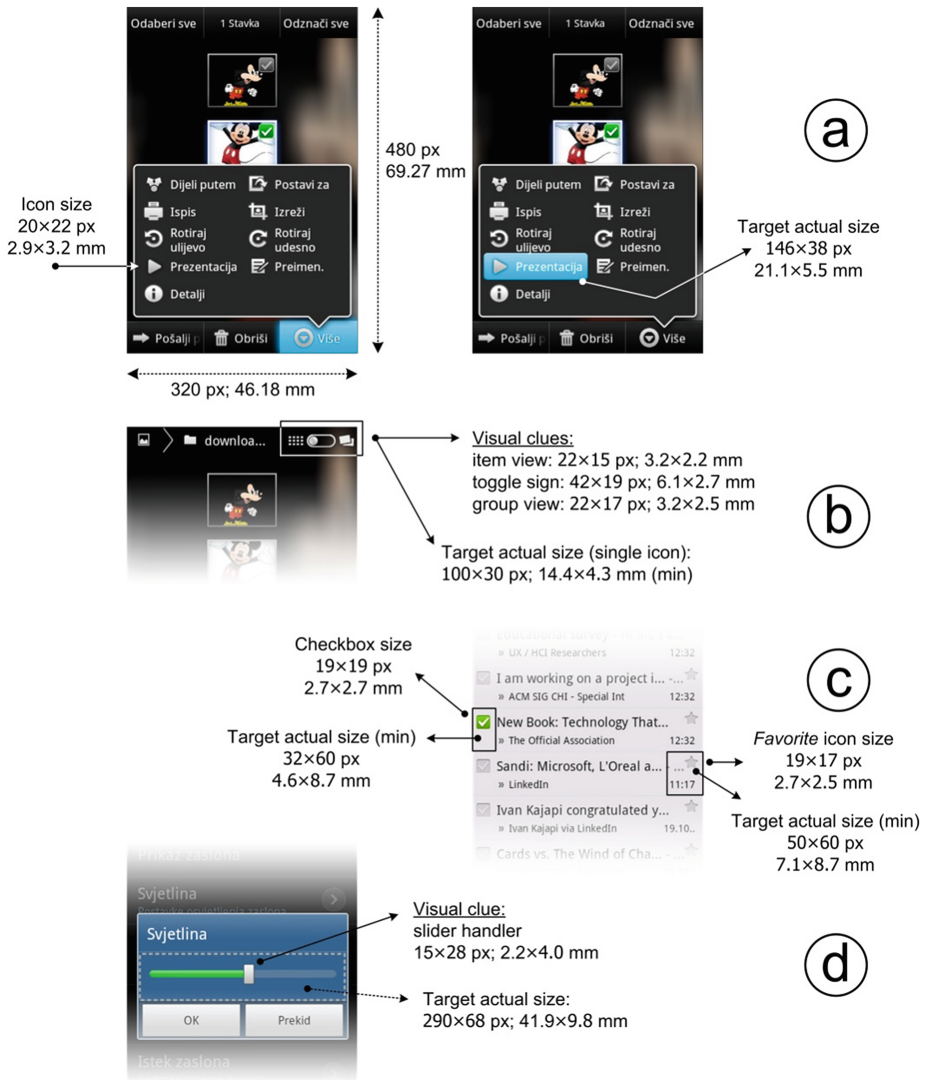 Odaberi sve 1 Stavka Odznači sve
Odaberi sve 1 Stavka Odznači sve
a
480 px
69.27 mm
Icon size
20×22 px
2.9×3.2 mm
Dijeli putem Postavi za
Ispis Izreži
Rotiraj ulijevo Rotiraj udesno
Prezentacija Preimen.
Detalji
Pošalji p Obriši Više
Dijeli putem Postavi za
Ispis Izreži
Rotiraj ulijevo Rotiraj udesno
Prezentacija Preimen.
Detalji
Pošalji p Obriši Više
Target actual size
146×38 px
21.1×5.5 mm
320 px; 46.18 mm
downloa...
Visual clues:
item view: 22×15 px; 3.2×2.2 mm
toggle sign: 42×19 px; 6.1×2.7 mm
group view: 22×17 px; 3.2×2.5 mm
b
Target actual size (single icon):
100×30 px; 14.4×4.3 mm (min)
Checkbox size
19×19 px
2.7×2.7 mm
Target actual size (min)
32×60 px
4.6×8.7 mm
» UX / HCI Researchers 12:32
I am working on a project i... -...
» ACM SIG CHI - Special Int 12:32
New Book: Technology That...
» The Official Association 12:32
Sandi: Microsoft, L'Oreal a... - ...
» LinkedIn 11:17
Ivan Kajapi congratulated y...
» Ivan Kajapi via LinkedIn 19.10..
Cards vs. The Wind of Cha... - ...
c
Favorite icon size
19×17 px
2.7×2.5 mm
Target actual size (min)
50×60 px
7.1×8.7 mm
Prikaz zaslona
Svjetlina
Postavke osvjetljenja zaslona
Svjetlina
OK Prekid
Istek zaslona
Visual clue:
slider handler
15×28 px; 2.2×4.0 mm
Target actual size:
290×68 px; 41.9×9.8 mm
d